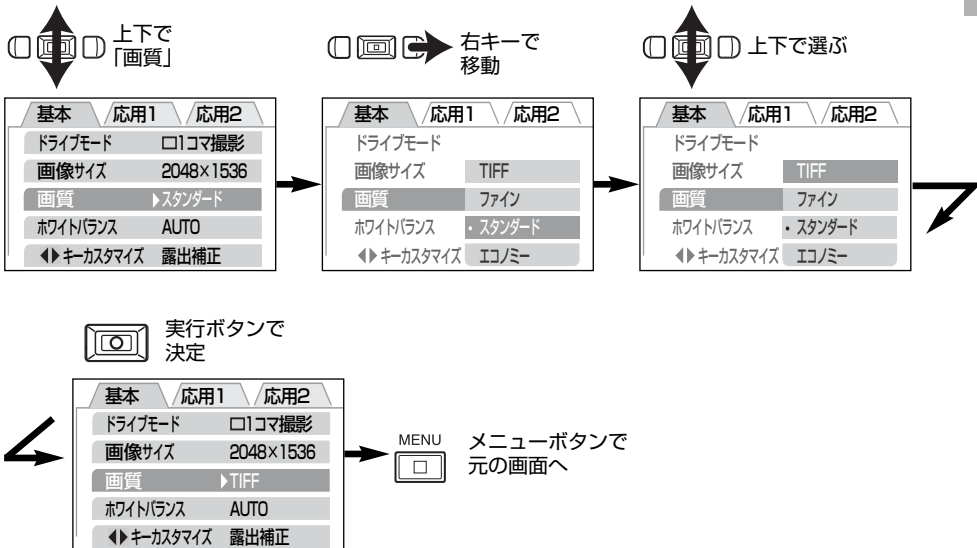 上下で
「画質」
基本 応用1 応用2
ドライブモード □1コマ撮影
画像サイズ 2048×1536
画質 ▶スタンダード
ホワイトバランス AUTO
◀▶キーカスタマイズ 露出補正
右キーで
移動
基本 応用1 応用2
ドライブモード
画像サイズ TIFF
画質 ファイン
ホワイトバランス ・スタンダード
◀▶キーカスタマイズ エコノミー
上下で選ぶ
基本 応用1 応用2
ドライブモード
画像サイズ TIFF
画質 ファイン
ホワイトバランス ・スタンダード
◀▶キーカスタマイズ エコノミー
実行ボタンで
決定
基本 応用1 応用2
ドライブモード □1コマ撮影
画像サイズ 2048×1536
画質 ▶TIFF
ホワイトバランス AUTO
◀▶キーカスタマイズ 露出補正
MENU
メニューボタンで
元の画面へ